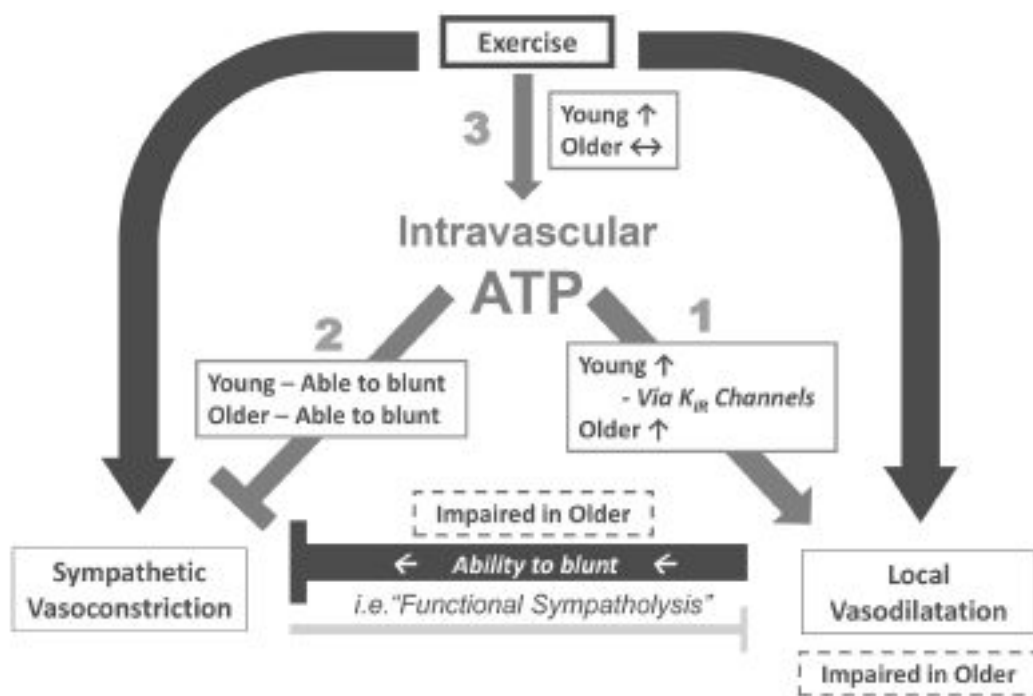 Exercise
3
Young ↑
Older ↔
Intravascular
ATP
2
1
Young – Able to blunt
Older – Able to blunt
Young ↑
- Via KIR Channels
Older ↑
Impaired in Older
← Ability to blunt ←
i.e."Functional Sympatholysis"
Sympathetic
Vasoconstriction
Local
Vasodilatation
Impaired in Older